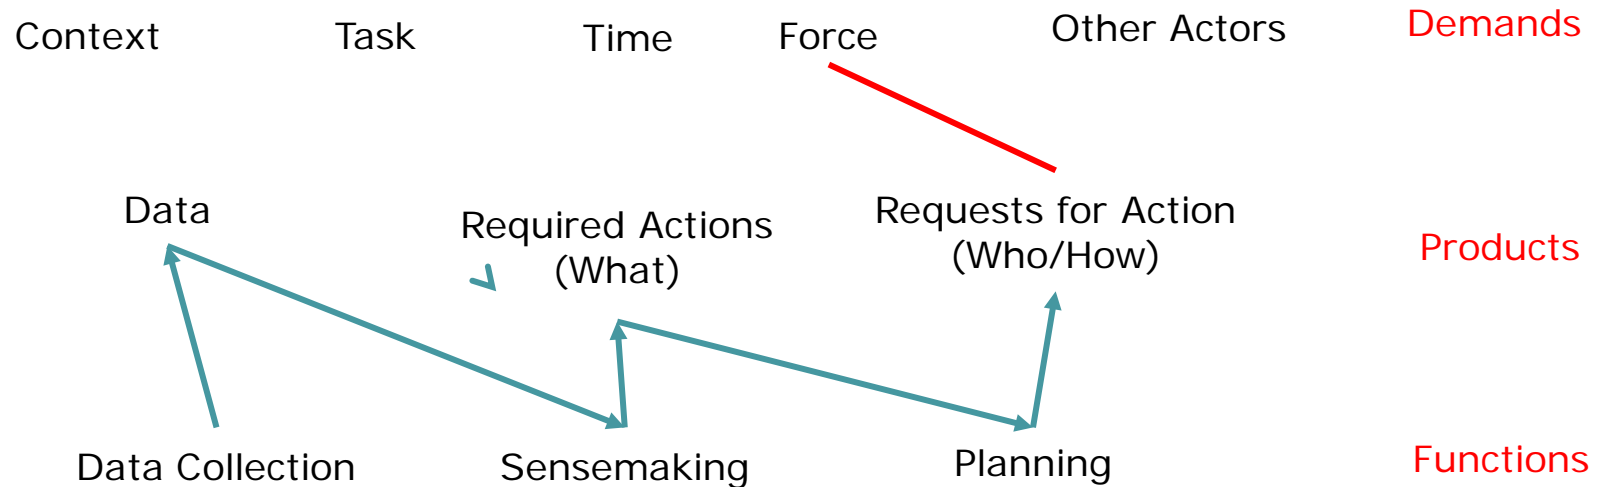 Context Task Time Force Other Actors Demands
Data Required Actions Requests for Action Products
(What) (Who/How)
Data Collection Sensemaking Planning Functions